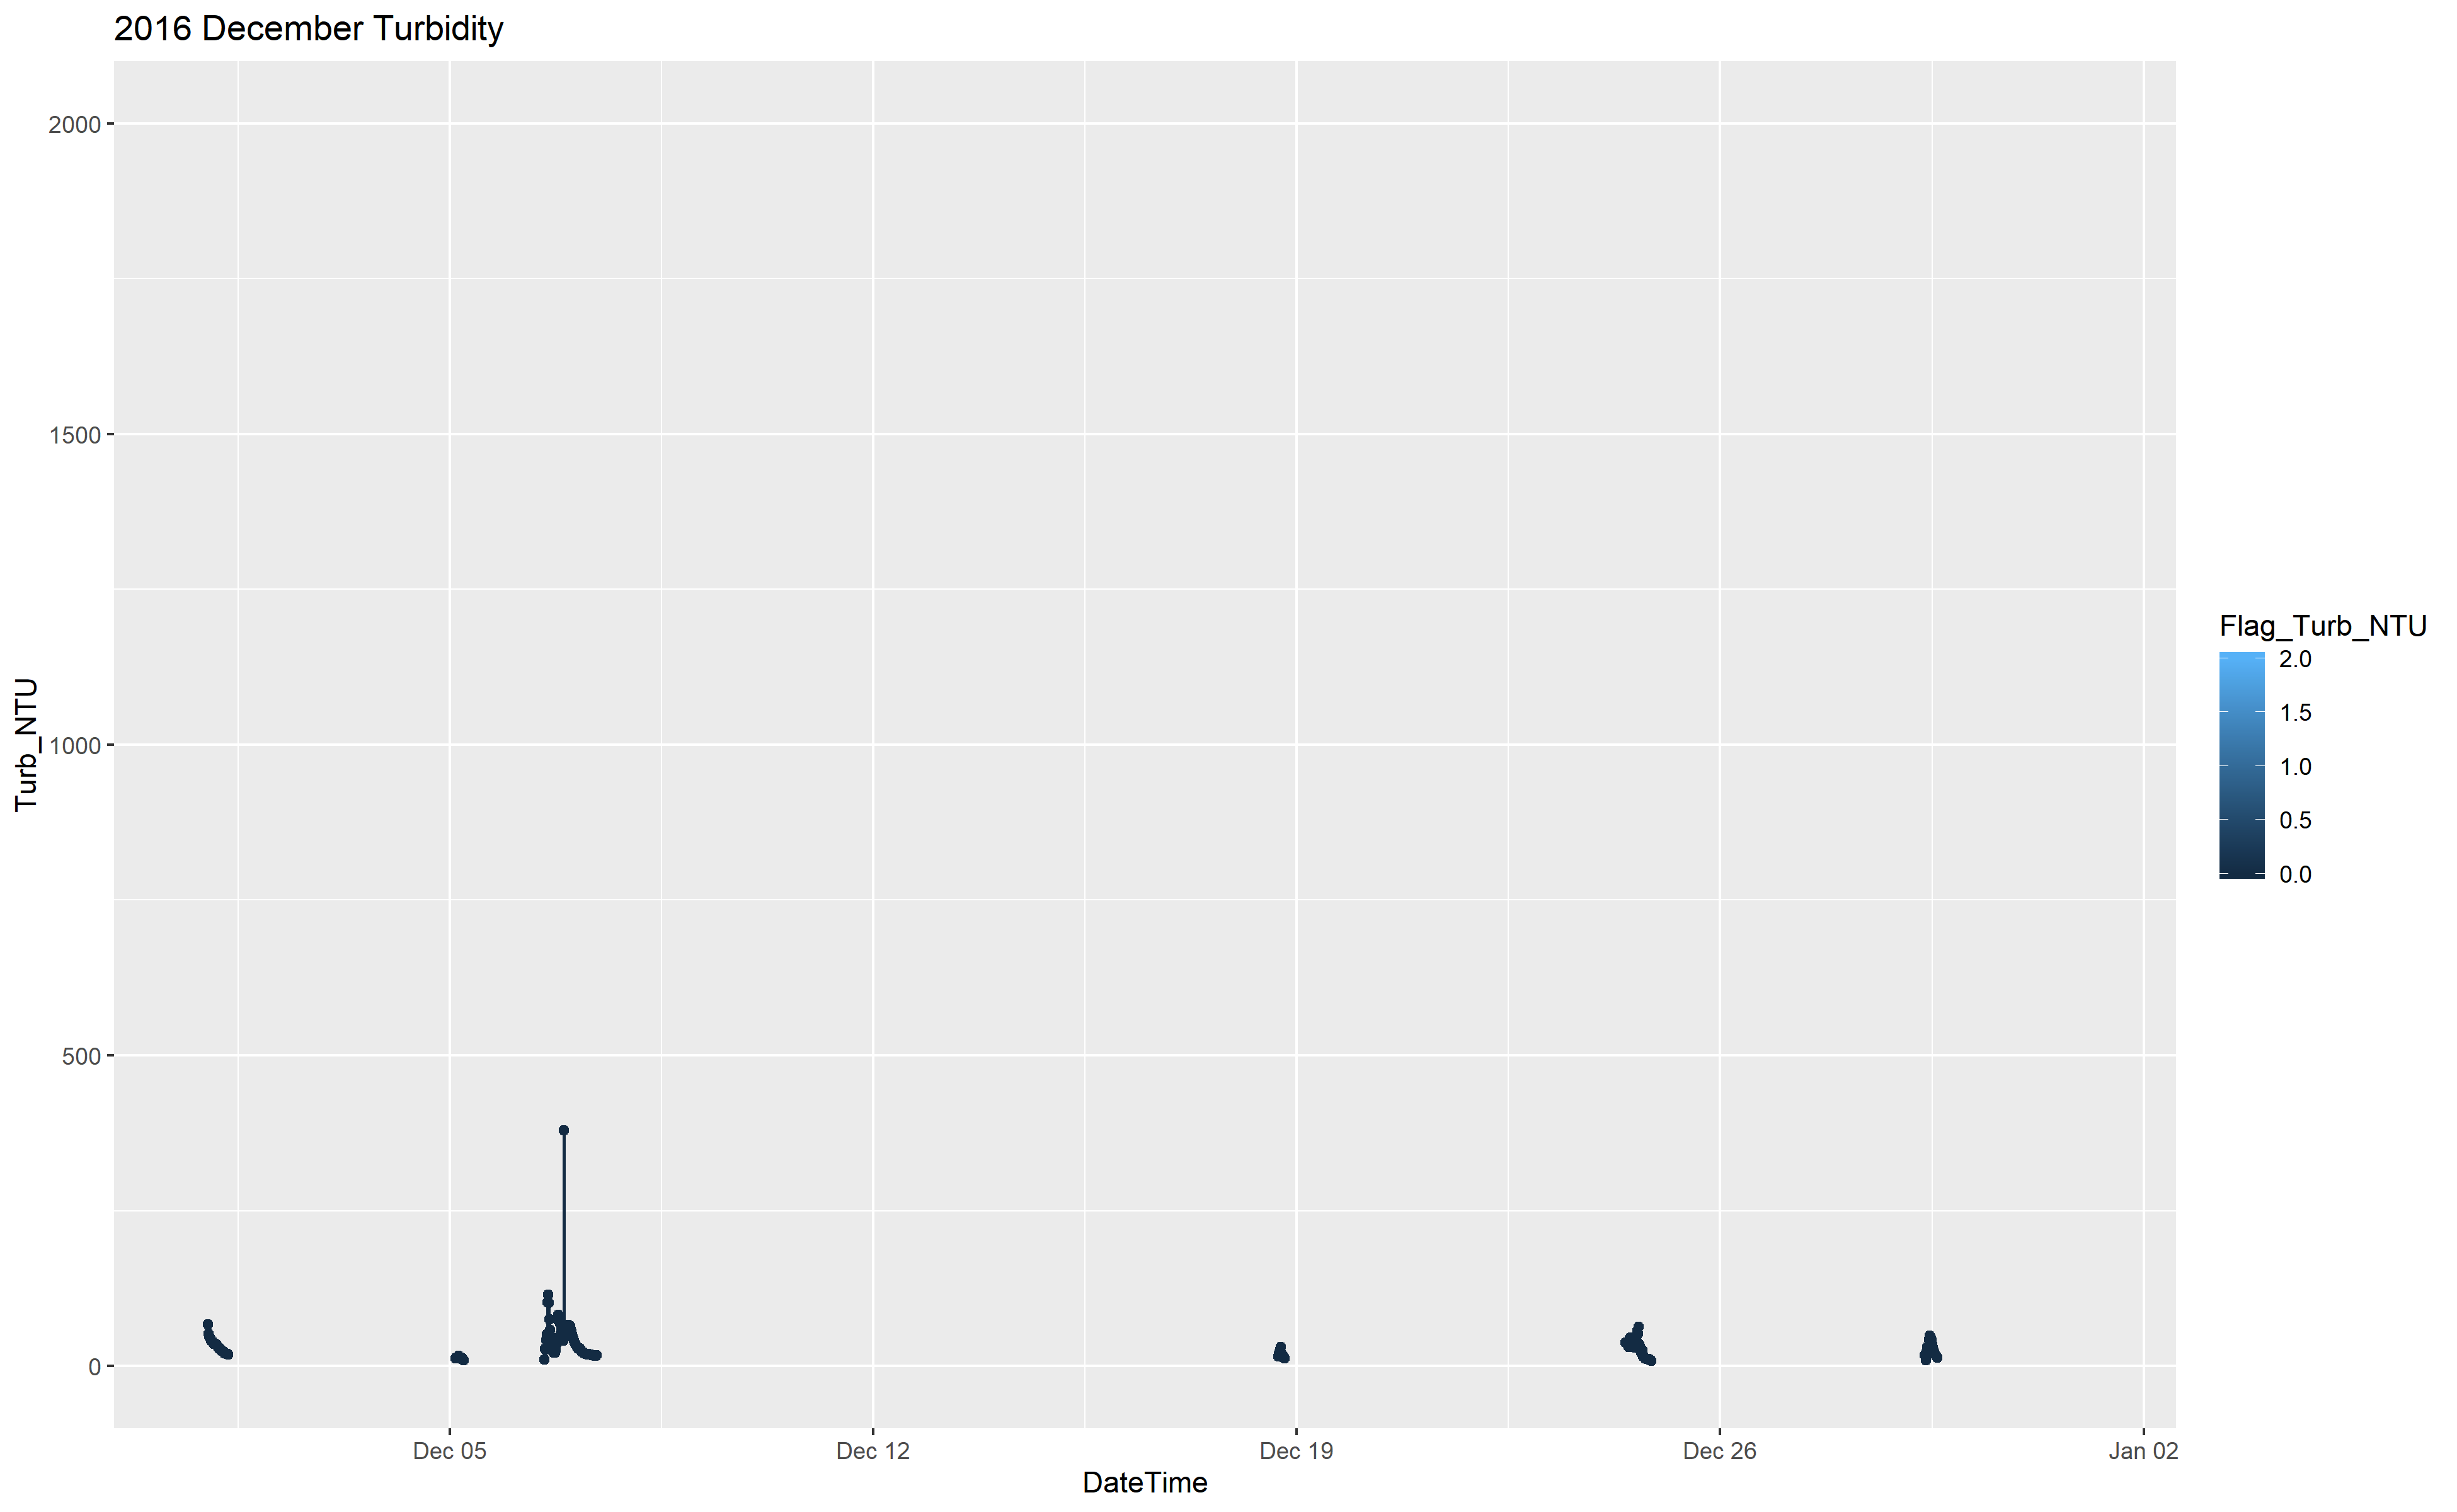 2016 December Turbidity
2000
1500
1000
500
0
Turb_NTU
Dec 05
Dec 12
Dec 19
Dec 26
Jan 02
DateTime
Flag_Turb_NTU
2.0
1.5
1.0
0.5
0.0